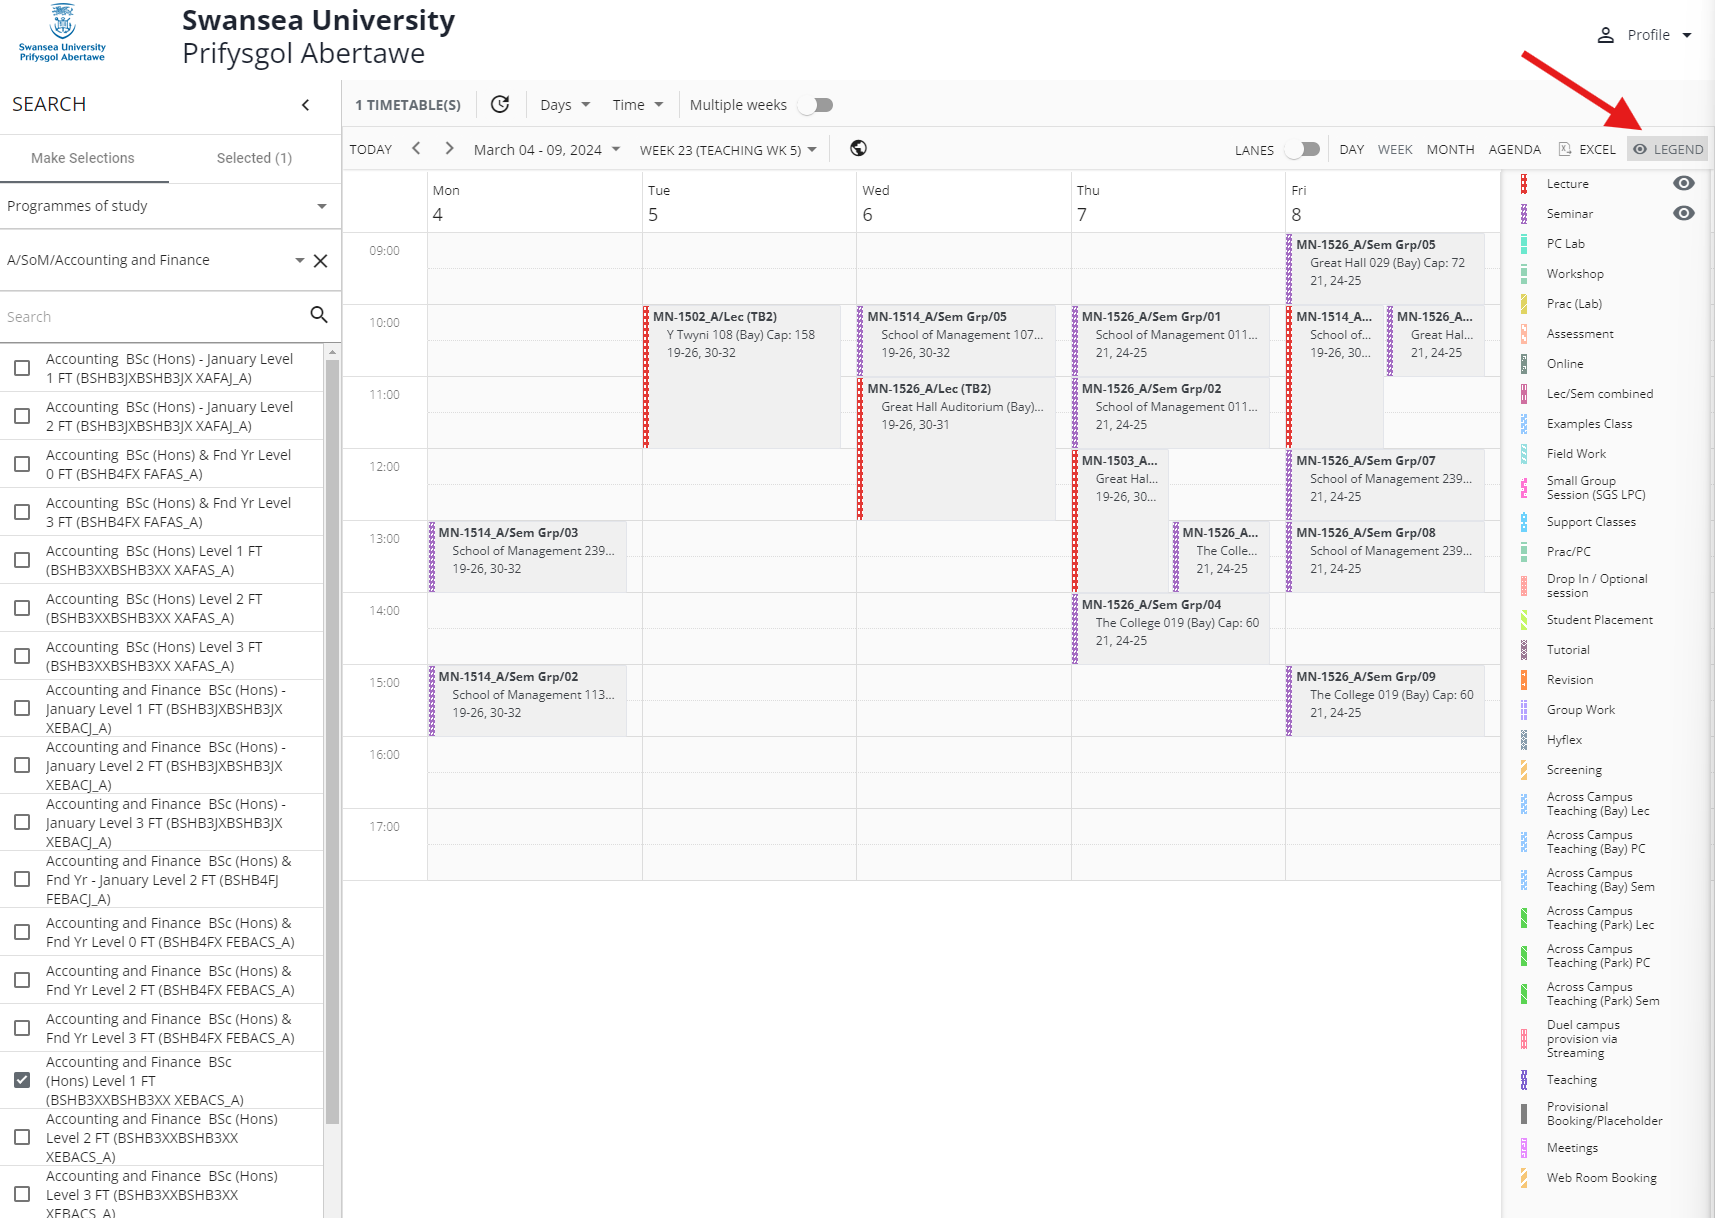 Swansea University
Prifysgol Abertawe
Swansea University
Prifysgol Abertawe
Profile
SEARCH
1 TIMETABLE(S)
Days
Time
Multiple weeks
Make Selections
Selected (1)
TODAY
March 04 - 09, 2024
WEEK 23 (TEACHING WK 5)
LANES
DAY
WEEK
MONTH
AGENDA
EXCEL
LEGEND
Programmes of study
A/SoM/Accounting and Finance
Search
Accounting BSc (Hons) - January Level
1 FT (BSHB3JXBSHB3JX XAFAJ_A)
Accounting BSc (Hons) - January Level
2 FT (BSHB3JXBSHB3JX XAFAJ_A)
Accounting BSc (Hons) & Fnd Yr Level
0 FT (BSHB4FX FAFAS_A)
Accounting BSc (Hons) & Fnd Yr Level
3 FT (BSHB4FX FAFAS_A)
Accounting BSc (Hons) Level 1 FT
(BSHB3XXBSHB3XX XAFAS_A)
Accounting BSc (Hons) Level 2 FT
(BSHB3XXBSHB3XX XAFAS_A)
Accounting BSc (Hons) Level 3 FT
(BSHB3XXBSHB3XX XAFAS_A)
Accounting and Finance BSc (Hons) -
January Level 1 FT (BSHB3JXBSHB3JX
XEBACJ_A)
Accounting and Finance BSc (Hons) -
January Level 2 FT (BSHB3JXBSHB3JX
XEBACJ_A)
Accounting and Finance BSc (Hons) -
January Level 3 FT (BSHB3JXBSHB3JX
XEBACJ_A)
Accounting and Finance BSc (Hons) &
Fnd Yr - January Level 2 FT (BSHB4FJ
FEBACJ_A)
Accounting and Finance BSc (Hons) &
Fnd Yr Level 0 FT (BSHB4FX FEBACS_A)
Accounting and Finance BSc (Hons) &
Fnd Yr Level 2 FT (BSHB4FX FEBACS_A)
Accounting and Finance BSc (Hons) &
Fnd Yr Level 3 FT (BSHB4FX FEBACS_A)
Accounting and Finance BSc
(Hons) Level 1 FT
(BSHB3XXBSHB3XX XEBACS_A)
Accounting and Finance BSc (Hons)
Level 2 FT (BSHB3XXBSHB3XX
XEBACS_A)
Accounting and Finance BSc (Hons)
Level 3 FT (BSHB3XXBSHB3XX
XEBACS_A)
Mon
4
Tue
5
Wed
6
Thu
7
Fri
8
09:00
10:00
11:00
12:00
13:00
14:00
15:00
16:00
17:00
MN-1514_A/Sem Grp/03
School of Management 239...
19-26, 30-32
MN-1514_A/Sem Grp/02
School of Management 113...
19-26, 30-32
MN-1502_A/Lec (TB2)
Y Twyni 108 (Bay) Cap: 158
19-26, 30-32
MN-1514_A/Sem Grp/05
School of Management 107...
19-26, 30-32
MN-1526_A/Lec (TB2)
Great Hall Auditorium (Bay)...
19-26, 30-31
MN-1526_A/Sem Grp/01
School of Management 011...
21, 24-25
MN-1526_A/Sem Grp/02
School of Management 011...
21, 24-25
MN-1503_A...
Great Hal...
19-26, 30...
MN-1526_A...
The Colle...
21, 24-25
MN-1526_A/Sem Grp/04
The College 019 (Bay) Cap: 60
21, 24-25
MN-1526_A/Sem Grp/05
Great Hall 029 (Bay) Cap: 72
21, 24-25
MN-1514_A...
School of...
19-26, 30...
MN-1526_A...
Great Hal...
21, 24-25
MN-1526_A/Sem Grp/07
School of Management 239...
21, 24-25
MN-1526_A/Sem Grp/08
School of Management 239...
21, 24-25
MN-1526_A/Sem Grp/09
The College 019 (Bay) Cap: 60
21, 24-25
Lecture
Seminar
PC Lab
Workshop
Prac (Lab)
Assessment
Online
Lec/Sem combined
Examples Class
Field Work
Small Group
Session (SGS LPC)
Support Classes
Prac/PC
Drop In / Optional
session
Student Placement
Tutorial
Revision
Group Work
Hyflex
Screening
Across Campus
Teaching (Bay) Lec
Across Campus
Teaching (Bay) PC
Across Campus
Teaching (Bay) Sem
Across Campus
Teaching (Park) Lec
Across Campus
Teaching (Park) PC
Across Campus
Teaching (Park) Sem
Duel campus
provision via
Streaming
Teaching
Provisional
Booking/Placeholder
Meetings
Web Room Booking